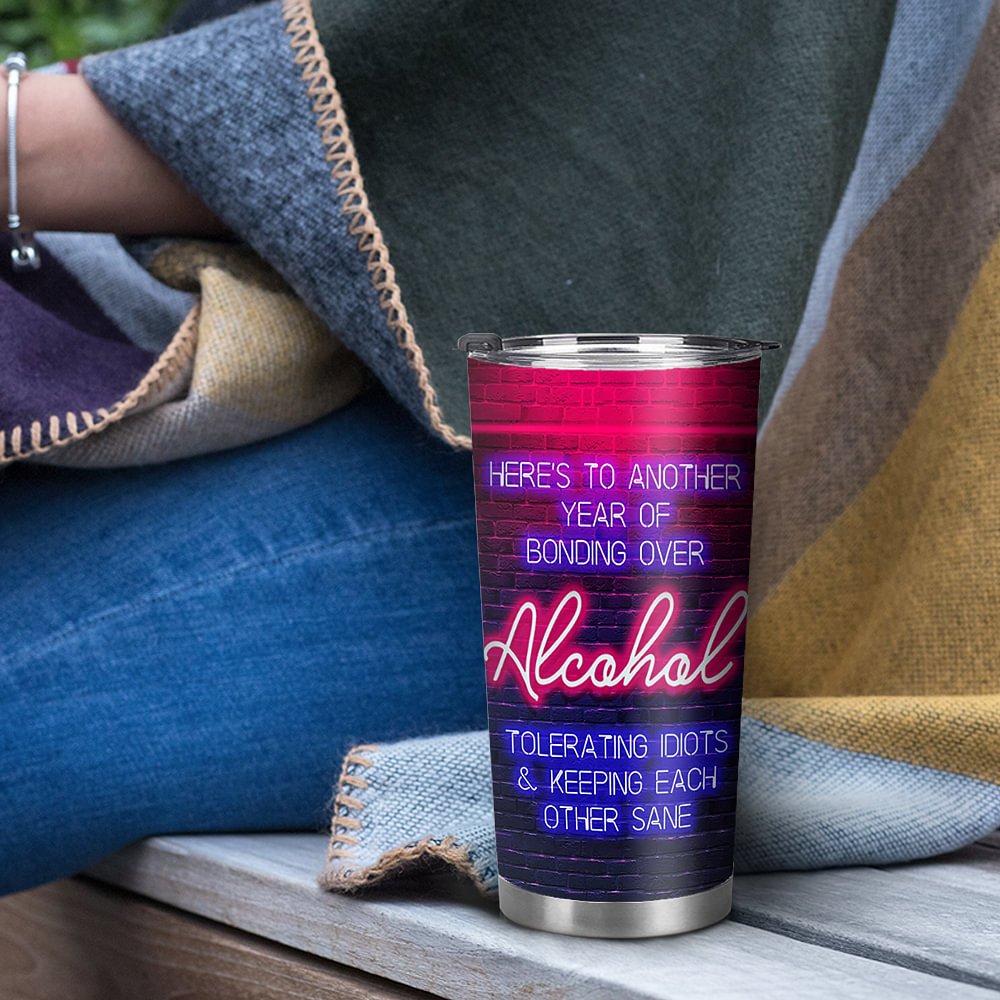 HERE'S TO ANOTHER
YEAR OF
BONDING OVER
Alcohol
TOLERATING IDIOTS
& KEEPING EACH
OTHER SANE